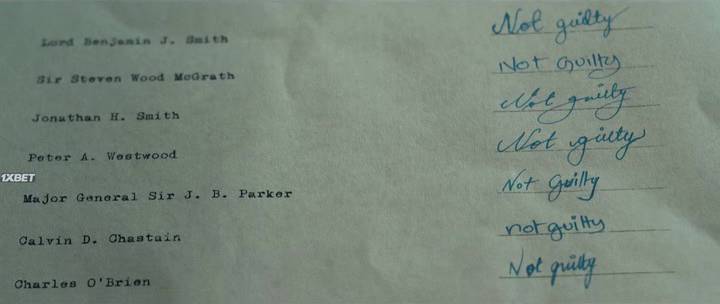 Lord Benjamin J. Smith Not guilty
Sir Steven Wood McGrath Not Guilty
Jonathan H. Smith Not guilty
Peter A. Westwood Not guilty
1XBET
Major General Sir J. B. Parker Not Guilty
Calvin D. Chastain not guilty
Charles O'Brien Not guilty